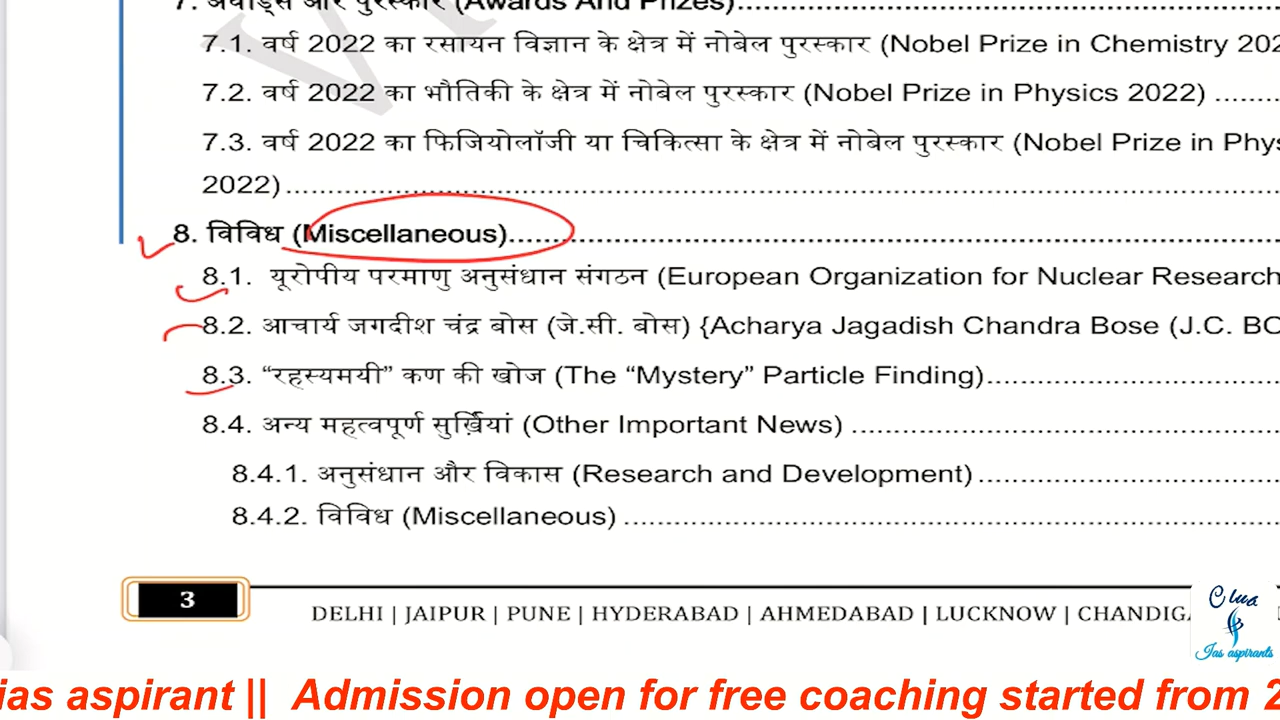 7. अवार्ड्स और पुरस्कार (Awards And Prizes)....................
7.1. वर्ष 2022 का रसायन विज्ञान के क्षेत्र में नोबेल पुरस्कार (Nobel Prize in Chemistry 202
7.2. वर्ष 2022 का भौतिकी के क्षेत्र में नोबेल पुरस्कार (Nobel Prize in Physics 2022) ........
7.3. वर्ष 2022 का फिजियोलॉजी या चिकित्सा के क्षेत्र में नोबेल पुरस्कार (Nobel Prize in Phys
2022)....................
8. विविध (Miscellaneous)....................
8.1. यूरोपीय परमाणु अनुसंधान संगठन (European Organization for Nuclear Research
8.2. आचार्य जगदीश चंद्र बोस (जे.सी. बोस) {Acharya Jagadish Chandra Bose (J.C. BO
8.3. “रहस्यमयी” कण की खोज (The “Mystery” Particle Finding)....................
8.4. अन्य महत्वपूर्ण सुर्ख़ियां (Other Important News) ....................
8.4.1. अनुसंधान और विकास (Research and Development) ....................
8.4.2. विविध (Miscellaneous) ....................
3
DELHI | JAIPUR | PUNE | HYDERABAD | AHMEDABAD | LUCKNOW | CHANDIGA
Ias aspirants
ias aspirant || Admission open for free coaching started from 2